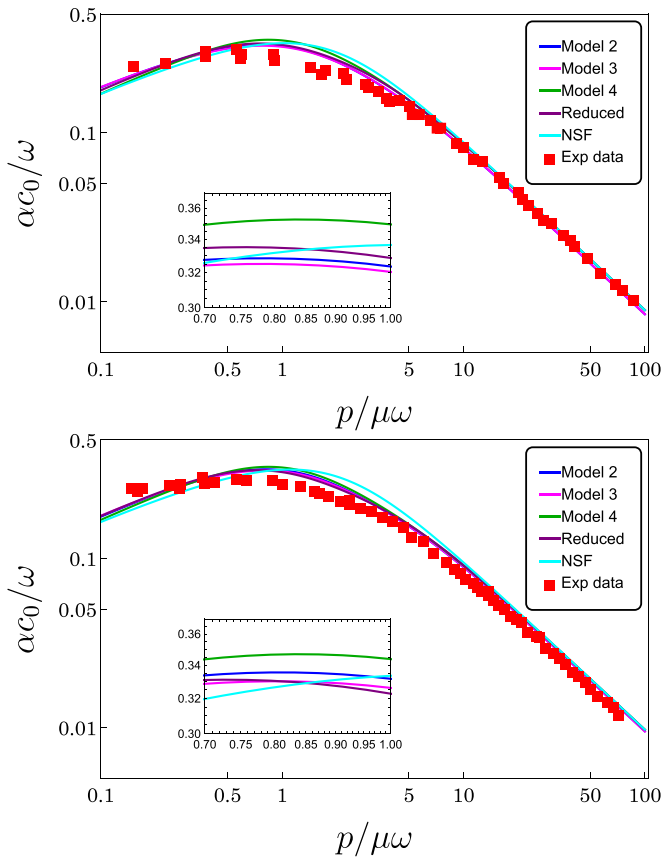 0.5
0.1
0.05
0.01
αc₀/ω
Model 2
Model 3
Model 4
Reduced
NSF
Exp data
0.36
0.34
0.32
0.30
0.70 0.75 0.80 0.85 0.90 0.95 1.00
0.1 0.5 1 5 10 50 100
p/μω
0.5
0.1
0.05
0.01
αc₀/ω
Model 2
Model 3
Model 4
Reduced
NSF
Exp data
0.36
0.34
0.32
0.30
0.70 0.75 0.80 0.85 0.90 0.95 1.00
0.1 0.5 1 5 10 50 100
p/μω